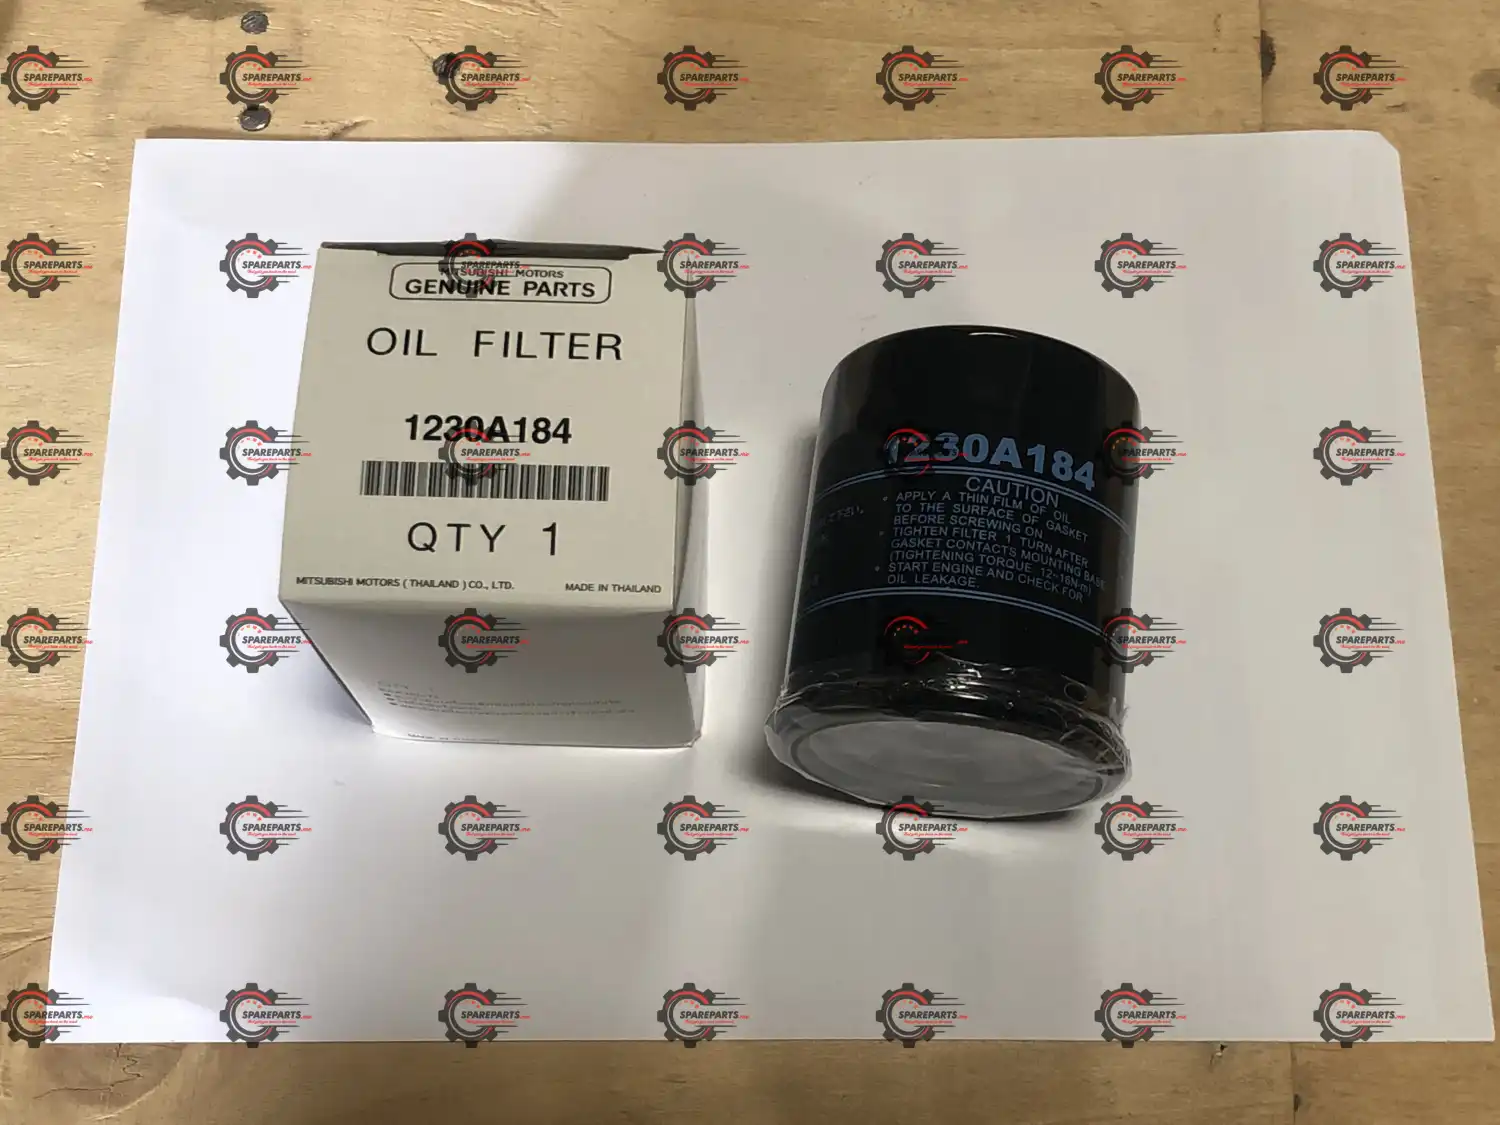 MITSUBISHI MOTORS
GENUINE PARTS
OIL FILTER
1230A184
QTY 1
MITSUBISHI MOTORS ( THAILAND ) CO., LTD.
MADE IN THAILAND
1230A184
CAUTION
• APPLY A THIN FILM OF OIL
TO THE SURFACE OF GASKET
BEFORE SCREWING ON
• TIGHTEN FILTER 1 TURN AFTER
GASKET CONTACTS MOUNTING BASE
(TIGHTENING TORQUE 12~16N·m)
• START ENGINE AND CHECK FOR
OIL LEAKAGE.
SPAREPARTS